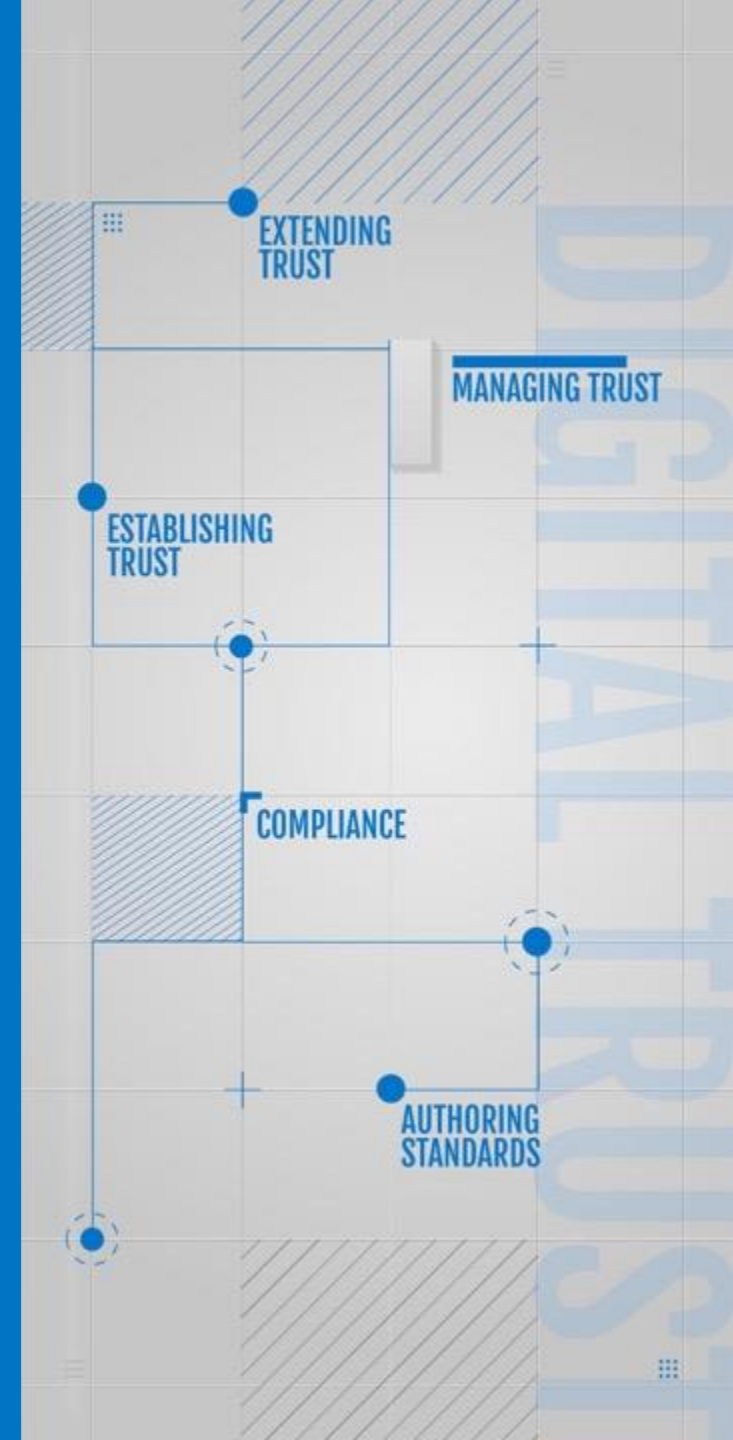 EXTENDING
TRUST
MANAGING TRUST
ESTABLISHING
TRUST
COMPLIANCE
AUTHORING
STANDARDS
DIGITAL TRUST